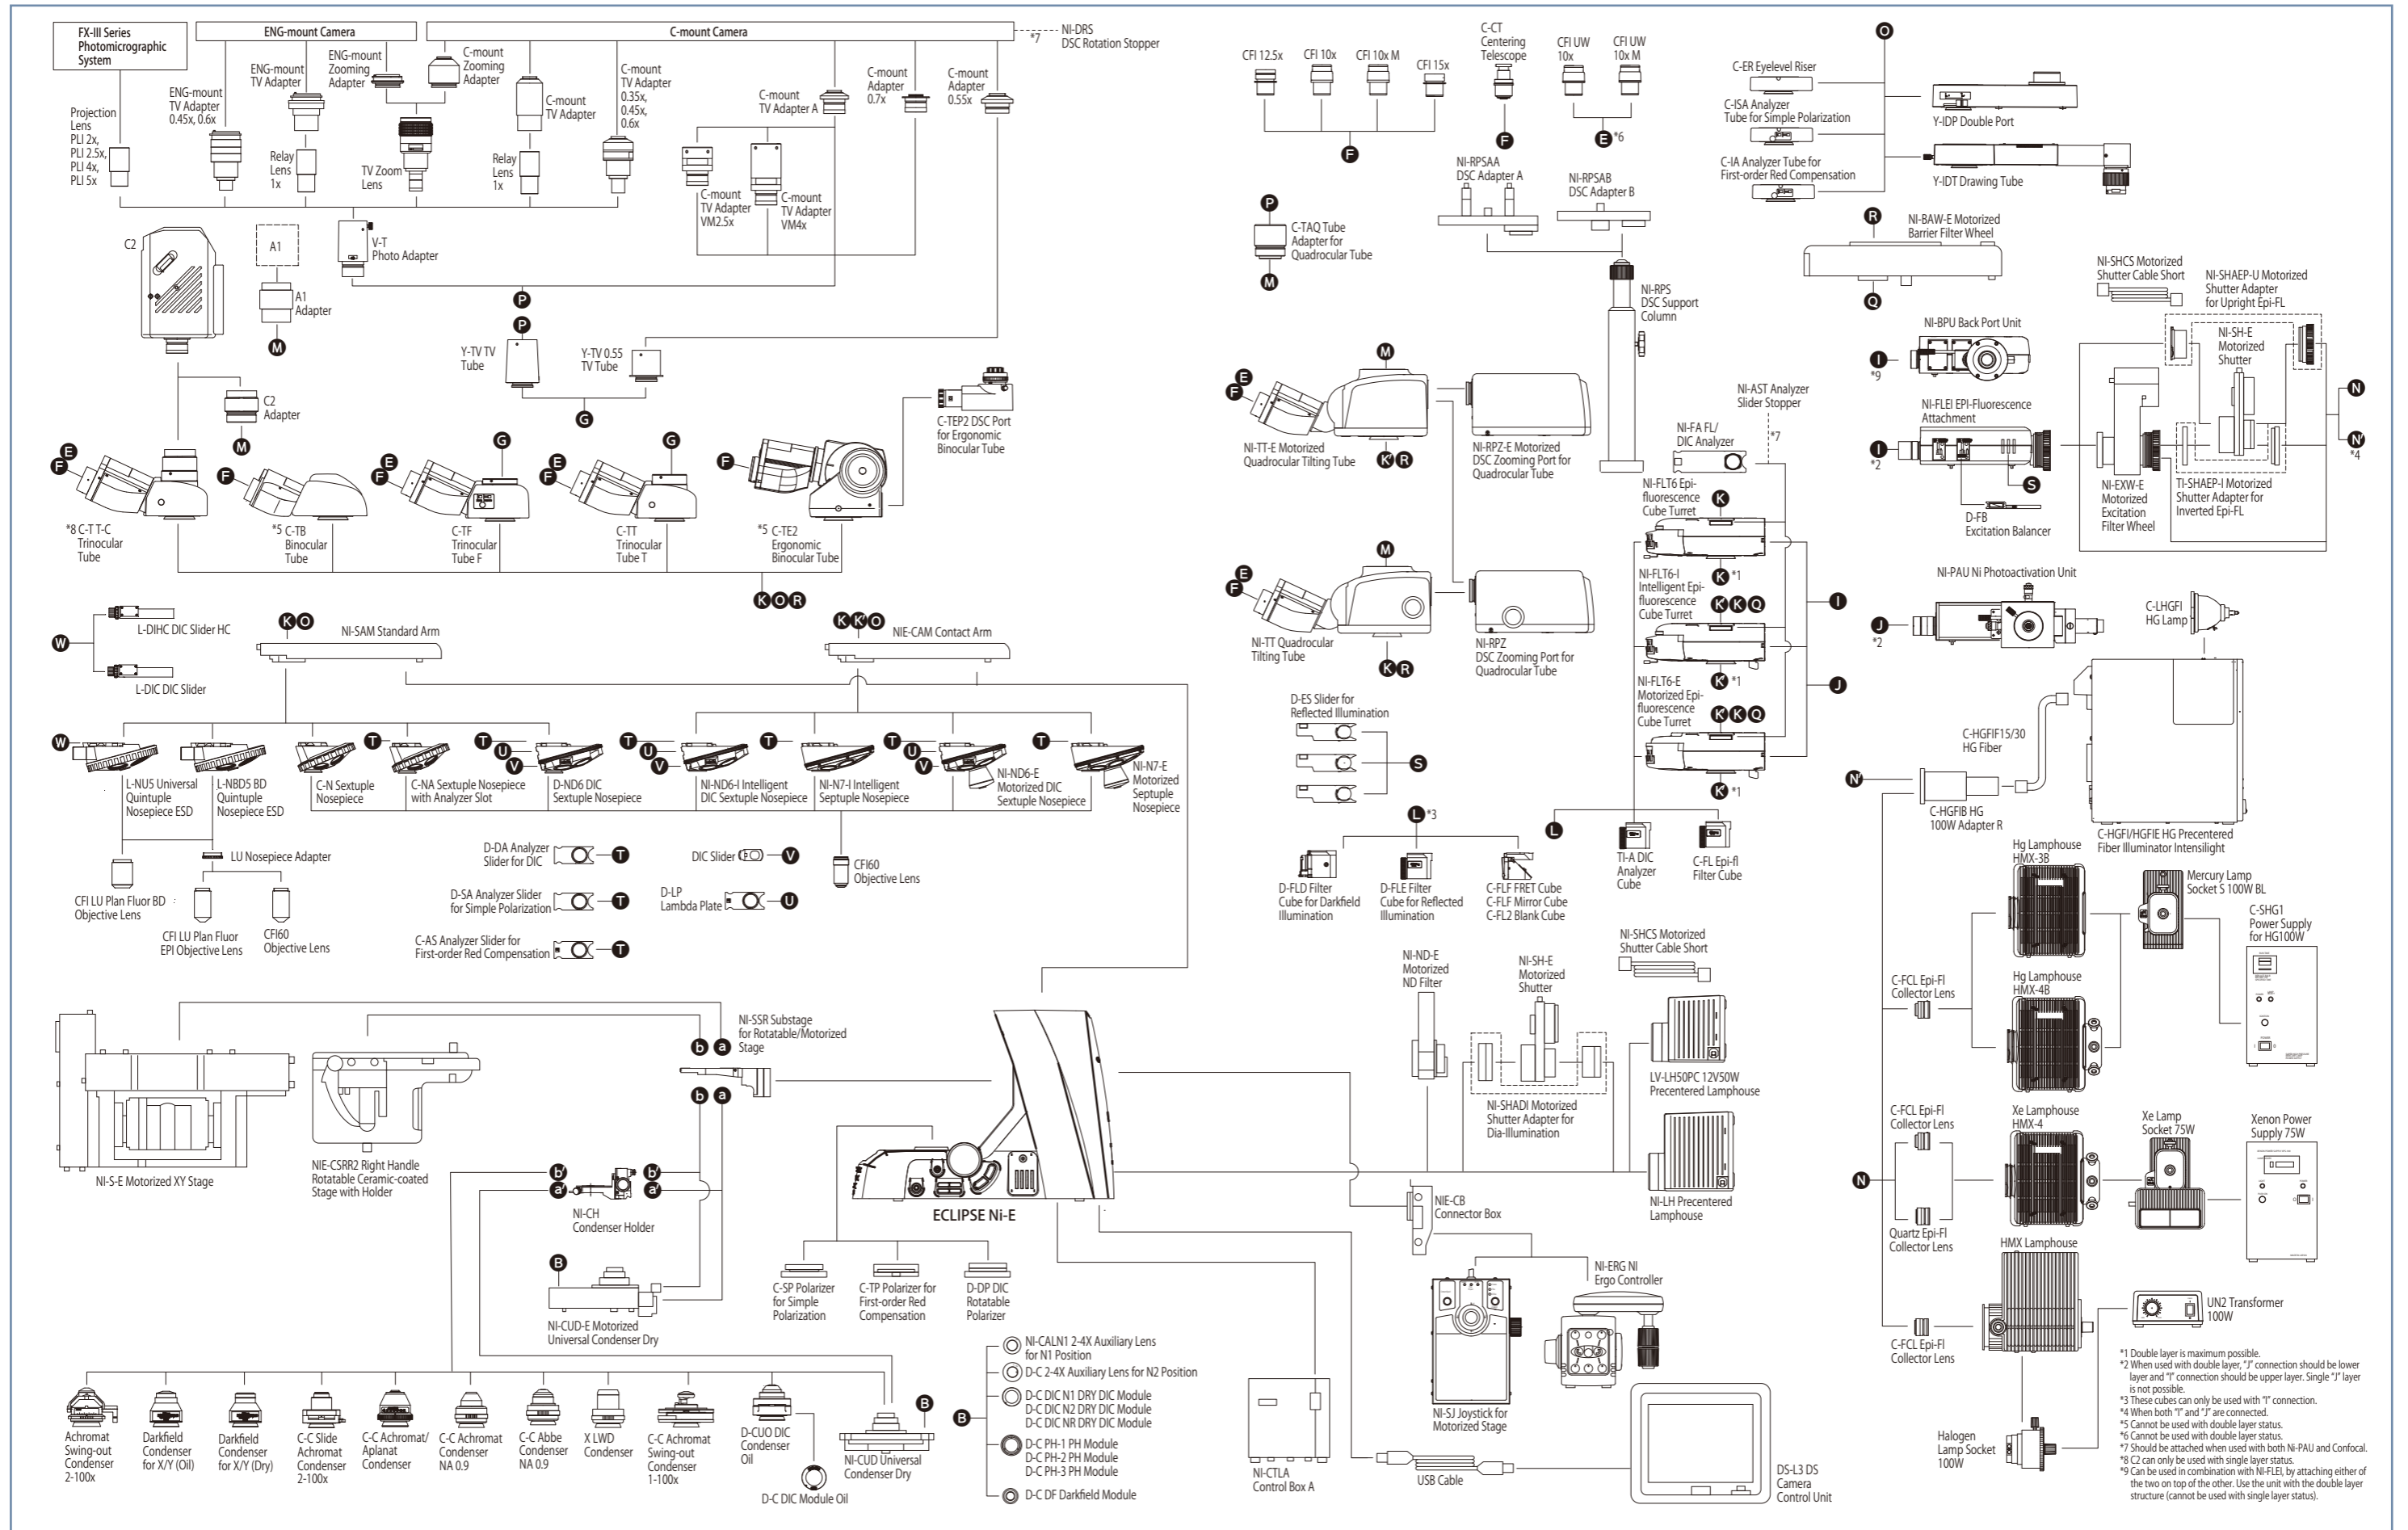 FX-III Series
Photomicrographic
System
ENG-mount Camera
C-mount Camera
*7
NI-DRS
DSC Rotation Stopper
Projection
Lens
PLI 2x,
PLI 2.5x,
PLI 4x,
PLI 5x
ENG-mount
TV Adapter
0.45x, 0.6x
ENG-mount
TV Adapter
ENG-mount
Zooming
Adapter
C-mount
Zooming
Adapter
Relay
Lens
1x
TV Zoom
Lens
C-mount
TV Adapter
Relay
Lens
1x
C-mount
TV Adapter
0.35x,
0.45x,
0.6x
C-mount
TV Adapter A
C-mount
Adapter
0.7x
C-mount
Adapter
0.55x
C-mount
TV Adapter
VM2.5x
C-mount
TV Adapter
VM4x
C2
A1
A1
Adapter
M
V-T
Photo Adapter
P
P
Y-TV TV
Tube
Y-TV 0.55
TV Tube
G
C2
Adapter
M
C-TEP2 DSC Port
for Ergonomic
Binocular Tube
E
F
F
E
F
G
E
F
G
F
*8 C-T T-C
Trinocular
Tube
*5 C-TB
Binocular
Tube
C-TF
Trinocular
Tube F
C-TT
Trinocular
Tube T
*5 C-TE2
Ergonomic
Binocular Tube
K O R
W
L-DIHC DIC Slider HC
L-DIC DIC Slider
K O
NI-SAM Standard Arm
K K' O
NIE-CAM Contact Arm
W
T
T
U
V
T
U
V
T
T
U
V
T
L-NU5 Universal
Quintuple
Nosepiece ESD
L-NBD5 BD
Quintuple
Nosepiece ESD
C-N Sextuple
Nosepiece
C-NA Sextuple Nosepiece
with Analyzer Slot
D-ND6 DIC
Sextuple Nosepiece
NI-ND6-I Intelligent
DIC Sextuple Nosepiece
NI-N7-I Intelligent
Septuple Nosepiece
NI-ND6-E
Motorized DIC
Sextuple Nosepiece
NI-N7-E
Motorized
Septuple
Nosepiece
LU Nosepiece Adapter
CFI LU Plan Fluor BD
Objective Lens
CFI LU Plan Fluor
EPI Objective Lens
CFI60
Objective Lens
D-DA Analyzer
Slider for DIC
T
D-SA Analyzer Slider
for Simple Polarization
T
C-AS Analyzer Slider for
First-order Red Compensation
T
DIC Slider
V
D-LP
Lambda Plate
U
CFI60
Objective Lens
NI-SSR Substage
for Rotatable/Motorized
Stage
b a
b a
NI-S-E Motorized XY Stage
NIE-CSRR2 Right Handle
Rotatable Ceramic-coated
Stage with Holder
b' b'
a' a'
NI-CH
Condenser Holder
B
NI-CUD-E Motorized
Universal Condenser Dry
ECLIPSE Ni-E
C-SP Polarizer
for Simple
Polarization
C-TP Polarizer for
First-order Red
Compensation
D-DP DIC
Rotatable
Polarizer
Achromat
Swing-out
Condenser
2-100x
Darkfield
Condenser
for X/Y (Oil)
Darkfield
Condenser
for X/Y (Dry)
C-C Slide
Achromat
Condenser
2-100x
C-C Achromat/
Aplanat
Condenser
C-C Achromat
Condenser
NA 0.9
C-C Abbe
Condenser
NA 0.9
X LWD
Condenser
C-C Achromat
Swing-out
Condenser
1-100x
D-CUO DIC
Condenser
Oil
D-C DIC Module Oil
B
NI-CUD Universal
Condenser Dry
B
NI-CALN1 2-4X Auxiliary Lens
for N1 Position
D-C 2-4X Auxiliary Lens for N2 Position
D-C DIC N1 DRY DIC Module
D-C DIC N2 DRY DIC Module
D-C DIC NR DRY DIC Module
D-C PH-1 PH Module
D-C PH-2 PH Module
D-C PH-3 PH Module
D-C DF Darkfield Module
CFI 12.5x
CFI 10x
CFI 10x M
CFI 15x
F
C-CT
Centering
Telescope
F
CFI UW
10x
CFI UW
10x M
E *6
P
C-TAQ Tube
Adapter for
Quadrocular Tube
M
NI-RPSAA
DSC Adapter A
NI-RPSAB
DSC Adapter B
NI-RPS
DSC Support
Column
M
E
F
NI-TT-E Motorized
Quadrocular Tilting Tube
K' R
NI-RPZ-E Motorized
DSC Zooming Port for
Quadrocular Tube
M
E
F
NI-TT Quadrocular
Tilting Tube
K R
NI-RPZ
DSC Zooming Port for
Quadrocular Tube
NI-AST Analyzer
Slider Stopper
*7
NI-FA FL/
DIC Analyzer
NI-FLT6 Epi-
fluorescence
Cube Turret
K
K *1
NI-FLT6-I
Intelligent Epi-
fluorescence
Cube Turret
K' K Q
K' *1
NI-FLT6-E
Motorized Epi-
fluorescence
Cube Turret
K' K Q
K' *1
I
J
D-ES Slider for
Reflected Illumination
S
L *3
L
D-FLD Filter
Cube for Darkfield
Illumination
D-FLE Filter
Cube for Reflected
Illumination
C-FLF FRET Cube
C-FLF Mirror Cube
C-FL2 Blank Cube
TI-A DIC
Analyzer
Cube
C-FL Epi-fl
Filter Cube
NI-ND-E
Motorized
ND Filter
NI-SH-E
Motorized
Shutter
NI-SHCS Motorized
Shutter Cable Short
NI-SHADI Motorized
Shutter Adapter for
Dia-Illumination
LV-LH50PC 12V50W
Precentered Lamphouse
NI-LH Precentered
Lamphouse
NIE-CB
Connector Box
NI-ERG NI
Ergo Controller
NI-SJ Joystick for
Motorized Stage
NI-CTLA
Control Box A
USB Cable
DS-L3 DS
Camera
Control Unit
O
C-ER Eyelevel Riser
C-ISA Analyzer
Tube for Simple Polarization
C-IA Analyzer Tube for
First-order Red Compensation
Y-IDP Double Port
Y-IDT Drawing Tube
R
NI-BAW-E Motorized
Barrier Filter Wheel
Q
NI-SHCS Motorized
Shutter Cable Short
NI-SHAEP-U Motorized
Shutter Adapter
for Upright Epi-FL
NI-BPU Back Port Unit
I
*9
NI-SH-E
Motorized
Shutter
NI-FLEI EPI-Fluorescence
Attachment
I
*2
S
D-FB
Excitation Balancer
NI-EXW-E
Motorized
Excitation
Filter Wheel
TI-SHAEP-I Motorized
Shutter Adapter for
Inverted Epi-FL
N
N'
*4
NI-PAU Ni Photoactivation Unit
J
*2
C-LHGFI
HG Lamp
C-HGFIF15/30
HG Fiber
N'
C-HGFIB HG
100W Adapter R
C-HGFI/HGFIE HG Precentered
Fiber Illuminator Intensilight
Hg Lamphouse
HMX-3B
Mercury Lamp
Socket S 100W BL
C-SHG1
Power Supply
for HG100W
C-FCL Epi-Fl
Collector Lens
Hg Lamphouse
HMX-4B
C-FCL Epi-Fl
Collector Lens
Xe Lamphouse
HMX-4
Xe Lamp
Socket 75W
Xenon Power
Supply 75W
N
Quartz Epi-Fl
Collector Lens
HMX Lamphouse
C-FCL Epi-Fl
Collector Lens
UN2 Transformer
100W
Halogen
Lamp Socket
100W
*1 Double layer is maximum possible.
*2 When used with double layer, "J" connection should be lower
layer and "I" connection should be upper layer. Single "J" layer
is not possible.
*3 These cubes can only be used with "I" connection.
*4 When both "I" and "J" are connected.
*5 Cannot be used with double layer status.
*6 Cannot be used with double layer status.
*7 Should be attached when used with both Ni-PAU and Confocal.
*8 C2 can only be used with single layer status.
*9 Can be used in combination with NI-FLEI, by attaching either of
the two on top of the other. Use the unit with the double layer
structure (cannot be used with single layer status).